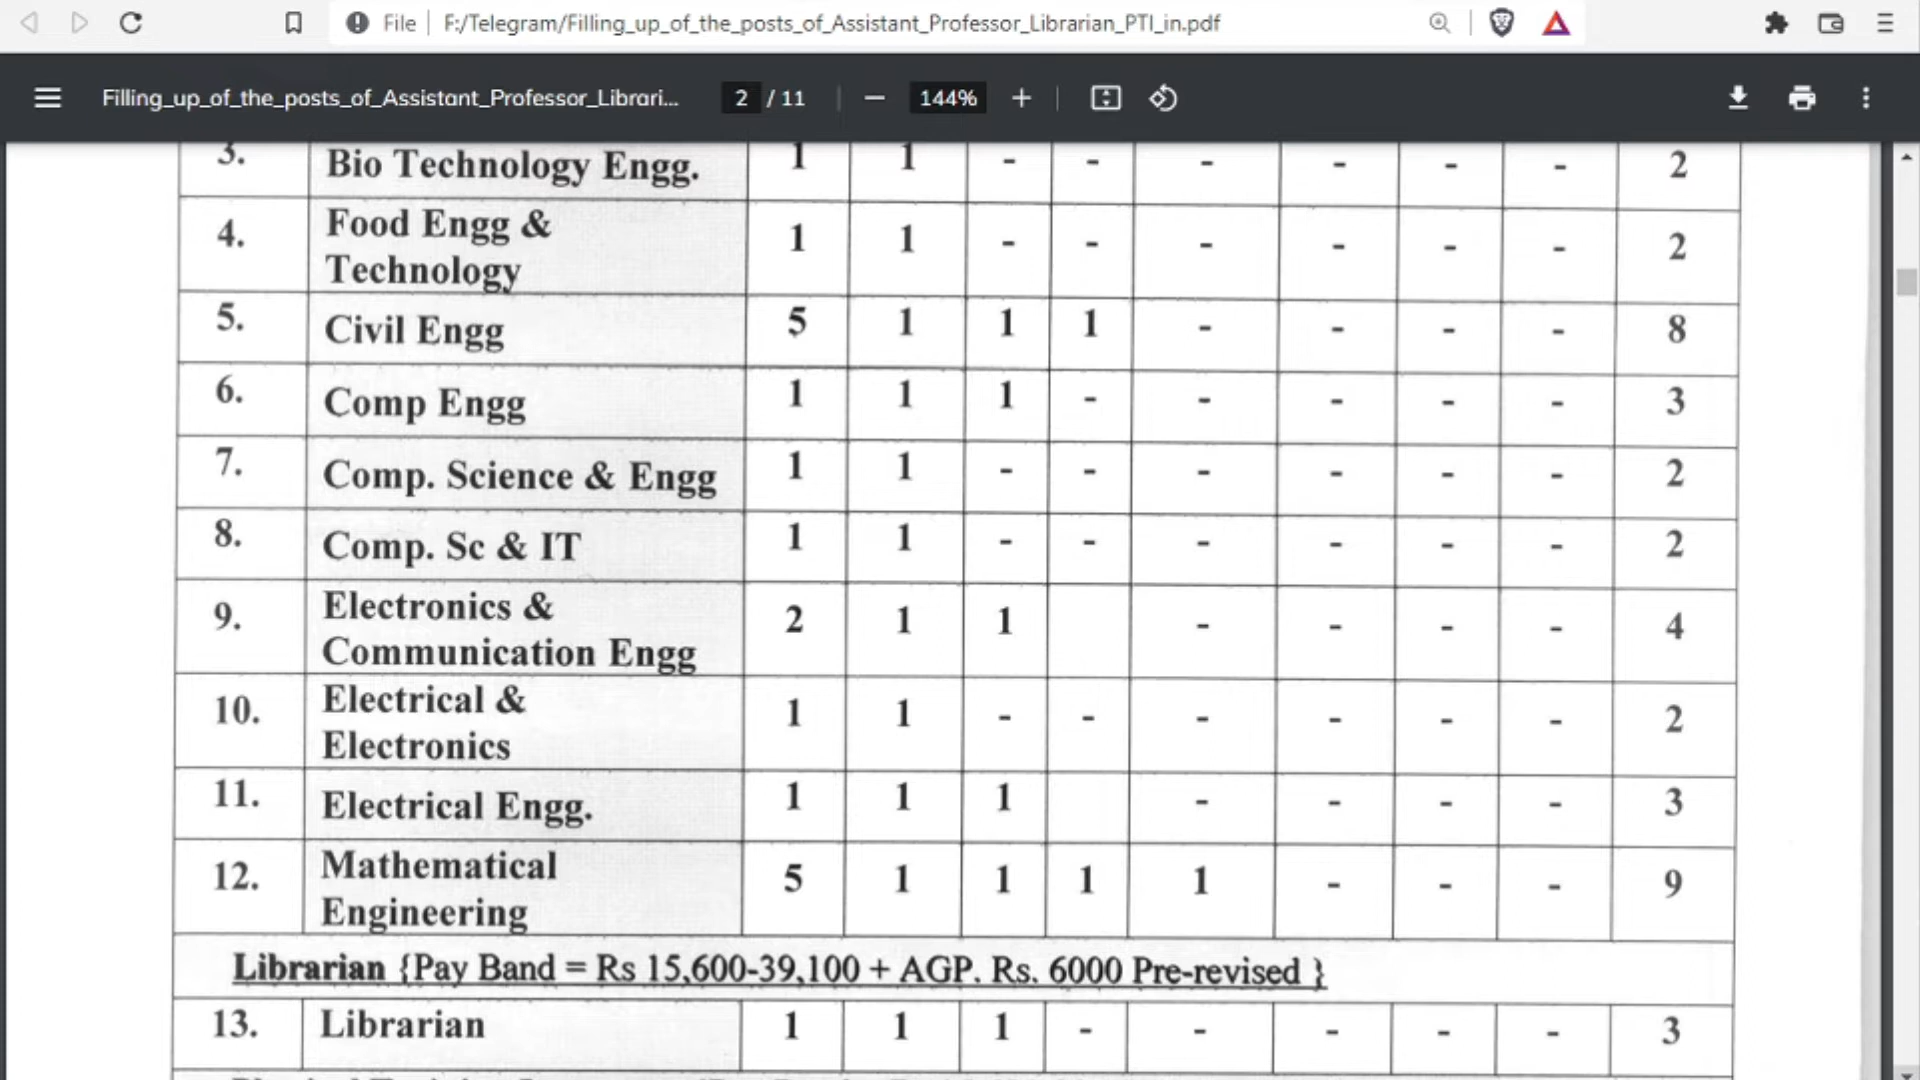 File F:/Telegram/Filling_up_of_the_posts_of_Assistant_Professor_Librarian_PTI_in.pdf
Filling_up_of_the_posts_of_Assistant_Professor_Librari... 2 / 11 144%
3. Bio Technology Engg. 1 1 - - - - - - 2
4. Food Engg & Technology 1 1 - - - - - - 2
5. Civil Engg 5 1 1 1 - - - - 8
6. Comp Engg 1 1 1 - - - - - 3
7. Comp. Science & Engg 1 1 - - - - - - 2
8. Comp. Sc & IT 1 1 - - - - - - 2
9. Electronics & Communication Engg 2 1 1 - - - - 4
10. Electrical & Electronics 1 1 - - - - - - 2
11. Electrical Engg. 1 1 1 - - - - 3
12. Mathematical Engineering 5 1 1 1 1 - - - 9
Librarian {Pay Band = Rs 15,600-39,100 + AGP. Rs. 6000 Pre-revised }
13. Librarian 1 1 1 - - - - - 3